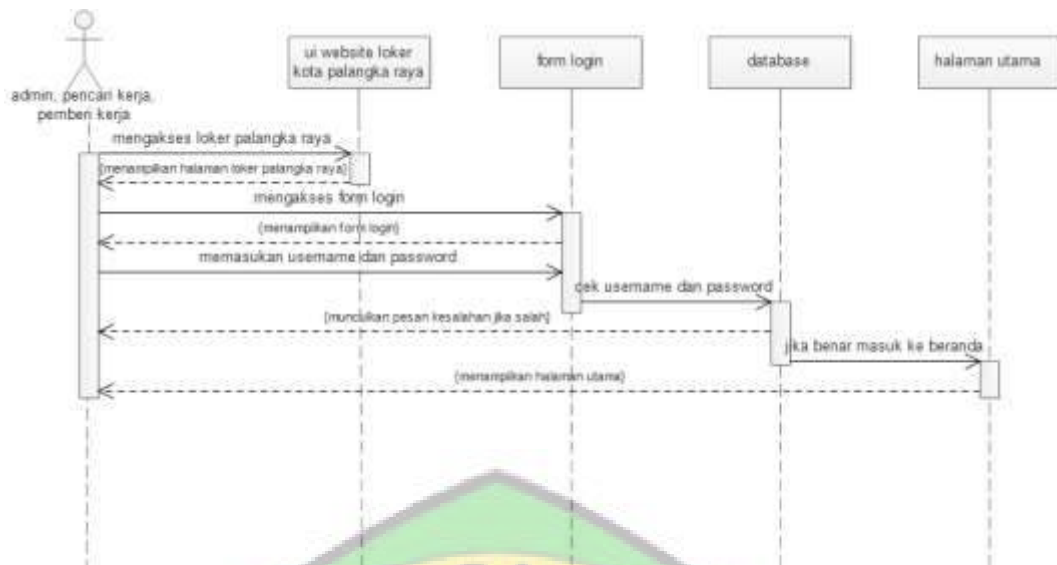 ui website loker
kota palangka raya
form login
database
halaman utama
admin, pencari kerja,
pemberi kerja
mengakses loker palangka raya
(menampilkan halaman loker palangka raya)
mengakses form login
(menampilkan form login)
memasukan username dan password
cek username dan password
(munculkan pesan kesalahan jika salah)
jika benar masuk ke beranda
(menampilkan halaman utama)